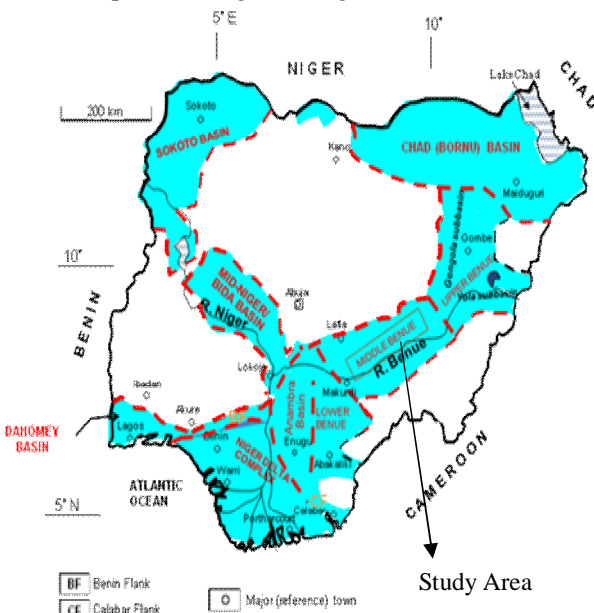 5° E
10°
NIGER
Lake Chad
CHAD
200 km
Sokoto
SOKOTO BASIN
Kano
CHAD (BORNU) BASIN
Maiduguri
Gongola subbasin
Gombe
10°
MID-NIGER/
BIDA BASIN
Abuja
UPPER BENUE
Yola subbasin
R. Niger
Lafia
MIDDLE BENUE
R. Benue
BENIN
Lokoja
Makurdi
Ibadan
Akure
Anambra
Basin
LOWER
BENUE
DAHOMEY
BASIN
Lagos
BF
Benin
Enugu
Abakaliki
NIGER DELTA
COMPLEX
Warri
CAMEROON
ATLANTIC
OCEAN
CF
5° N
Calabar
Portharcourt
Study Area
BF Benin Flank
CF Calabar Flank
Major (reference) town